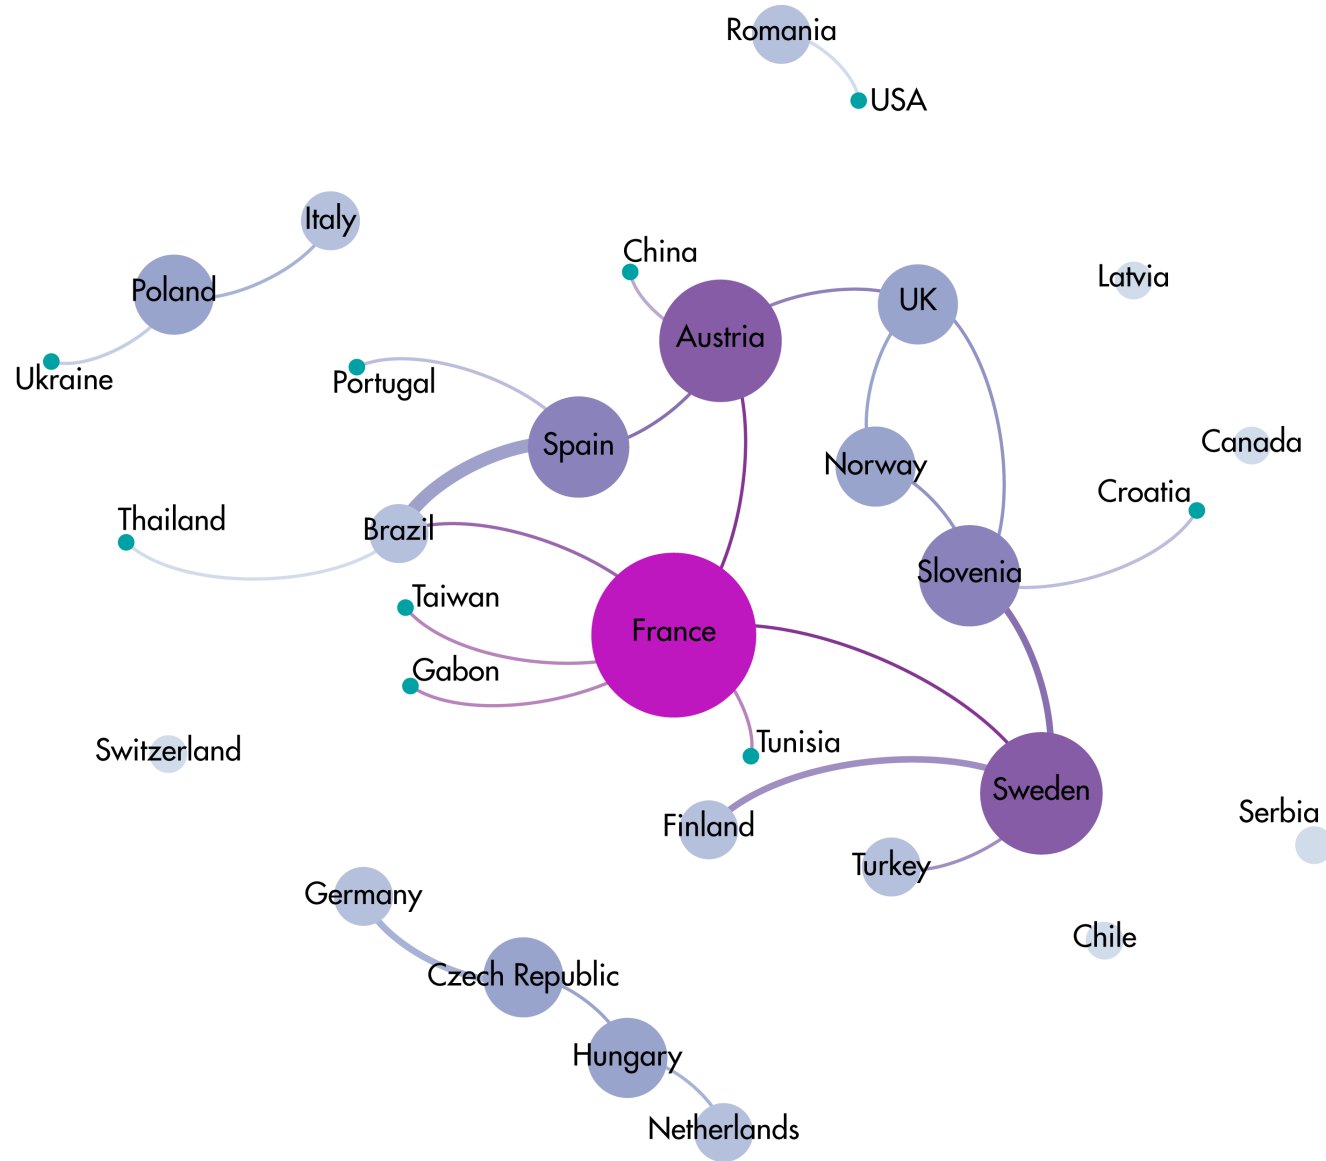 Romania
USA
Italy
China
Latvia
Poland
UK
Austria
Ukraine
Portugal
Spain
Canada
Norway
Croatia
Thailand
Brazil
Slovenia
Taiwan
France
Gabon
Tunisia
Switzerland
Sweden
Serbia
Finland
Turkey
Germany
Chile
Czech Republic
Hungary
Netherlands